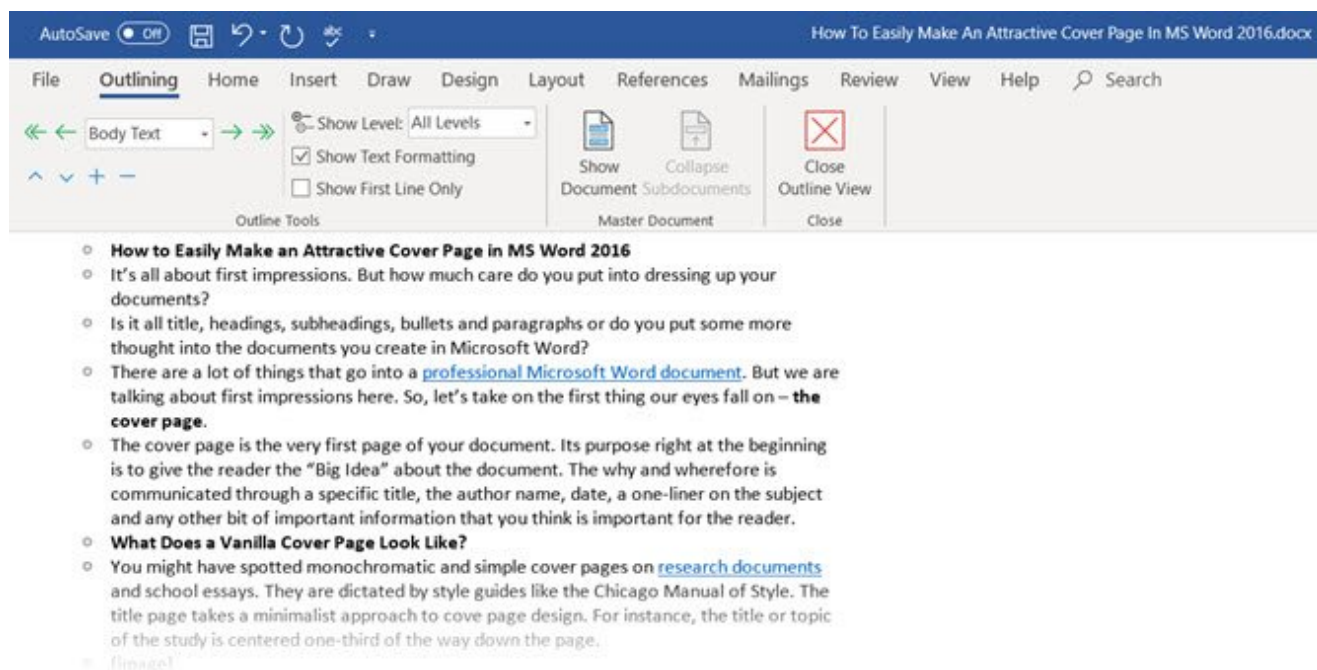 AutoSave Off How To Easily Make An Attractive Cover Page In MS Word 2016.docx
File Outlining Home Insert Draw Design Layout References Mailings Review View Help Search
Body Text Show Level: All Levels
Show Text Formatting
Show First Line Only
Show Document
Collapse Subdocuments
Close Outline View
Outline Tools Master Document Close
How to Easily Make an Attractive Cover Page in MS Word 2016
It's all about first impressions. But how much care do you put into dressing up your
documents?
Is it all title, headings, subheadings, bullets and paragraphs or do you put some more
thought into the documents you create in Microsoft Word?
There are a lot of things that go into a professional Microsoft Word document. But we are
talking about first impressions here. So, let's take on the first thing our eyes fall on – the
cover page.
The cover page is the very first page of your document. Its purpose right at the beginning
is to give the reader the "Big Idea" about the document. The why and wherefore is
communicated through a specific title, the author name, date, a one-liner on the subject
and any other bit of important information that you think is important for the reader.
What Does a Vanilla Cover Page Look Like?
You might have spotted monochromatic and simple cover pages on research documents
and school essays. They are dictated by style guides like the Chicago Manual of Style. The
title page takes a minimalist approach to cove page design. For instance, the title or topic
of the study is centered one-third of the way down the page.
[image]